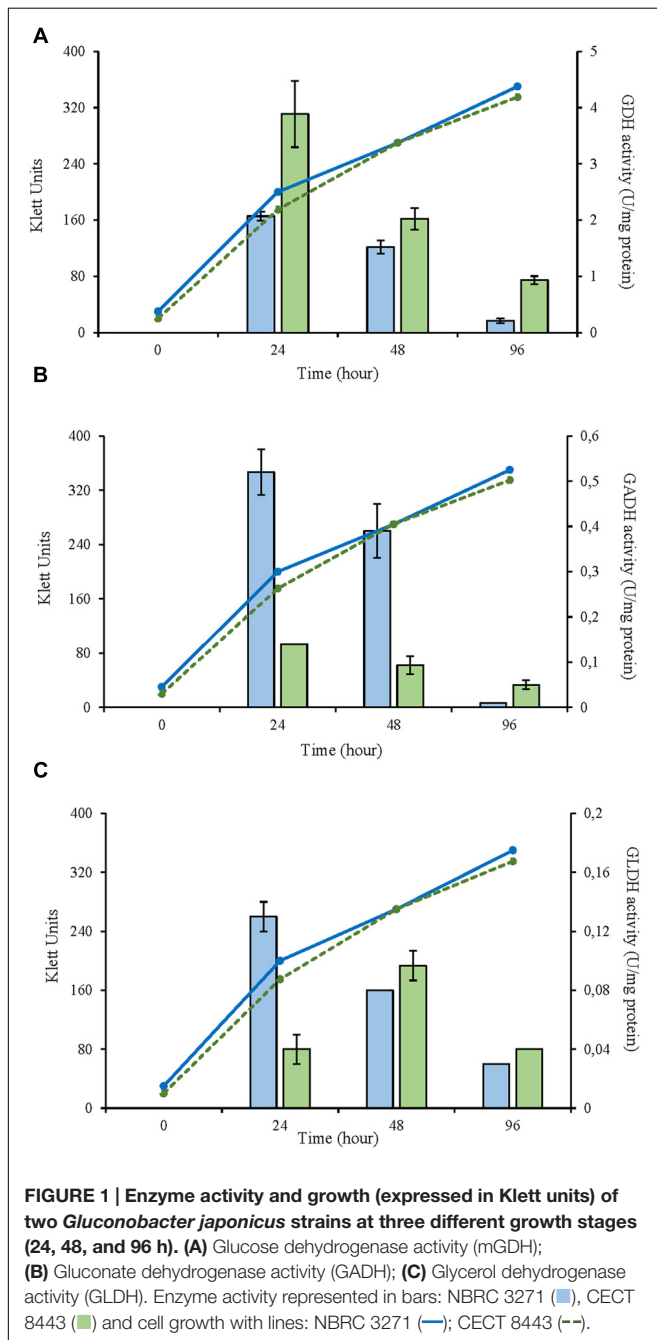 A
400
320
240
160
80
0
Klett Units
5
4
3
2
1
0
GDH activity (U/mg protein)
0 24 48 96
Time (hour)
B
400
320
240
160
80
0
Klett Units
0,6
0,5
0,4
0,3
0,2
0,1
0
GADH activity (U/mg protein)
0 24 48 96
Time (hour)
C
400
320
240
160
80
0
Klett Units
0,2
0,16
0,12
0,08
0,04
0
GLDH activity (U/mg protein)
0 24 48 96
Time (hour)
FIGURE 1 | Enzyme activity and growth (expressed in Klett units) of
two Gluconobacter japonicus strains at three different growth stages
(24, 48, and 96 h). (A) Glucose dehydrogenase activity (mGDH);
(B) Gluconate dehydrogenase activity (GADH); (C) Glycerol dehydrogenase
activity (GLDH). Enzyme activity represented in bars: NBRC 3271 (■), CECT
8443 (■) and cell growth with lines: NBRC 3271 (—); CECT 8443 (--).